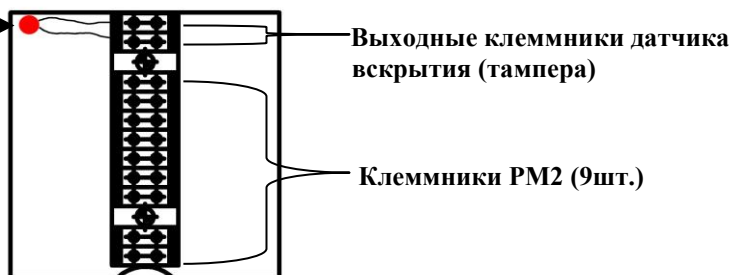 Выходные клеммники датчика
вскрытия (тампера)
Клеммники РМ2 (9шт.)